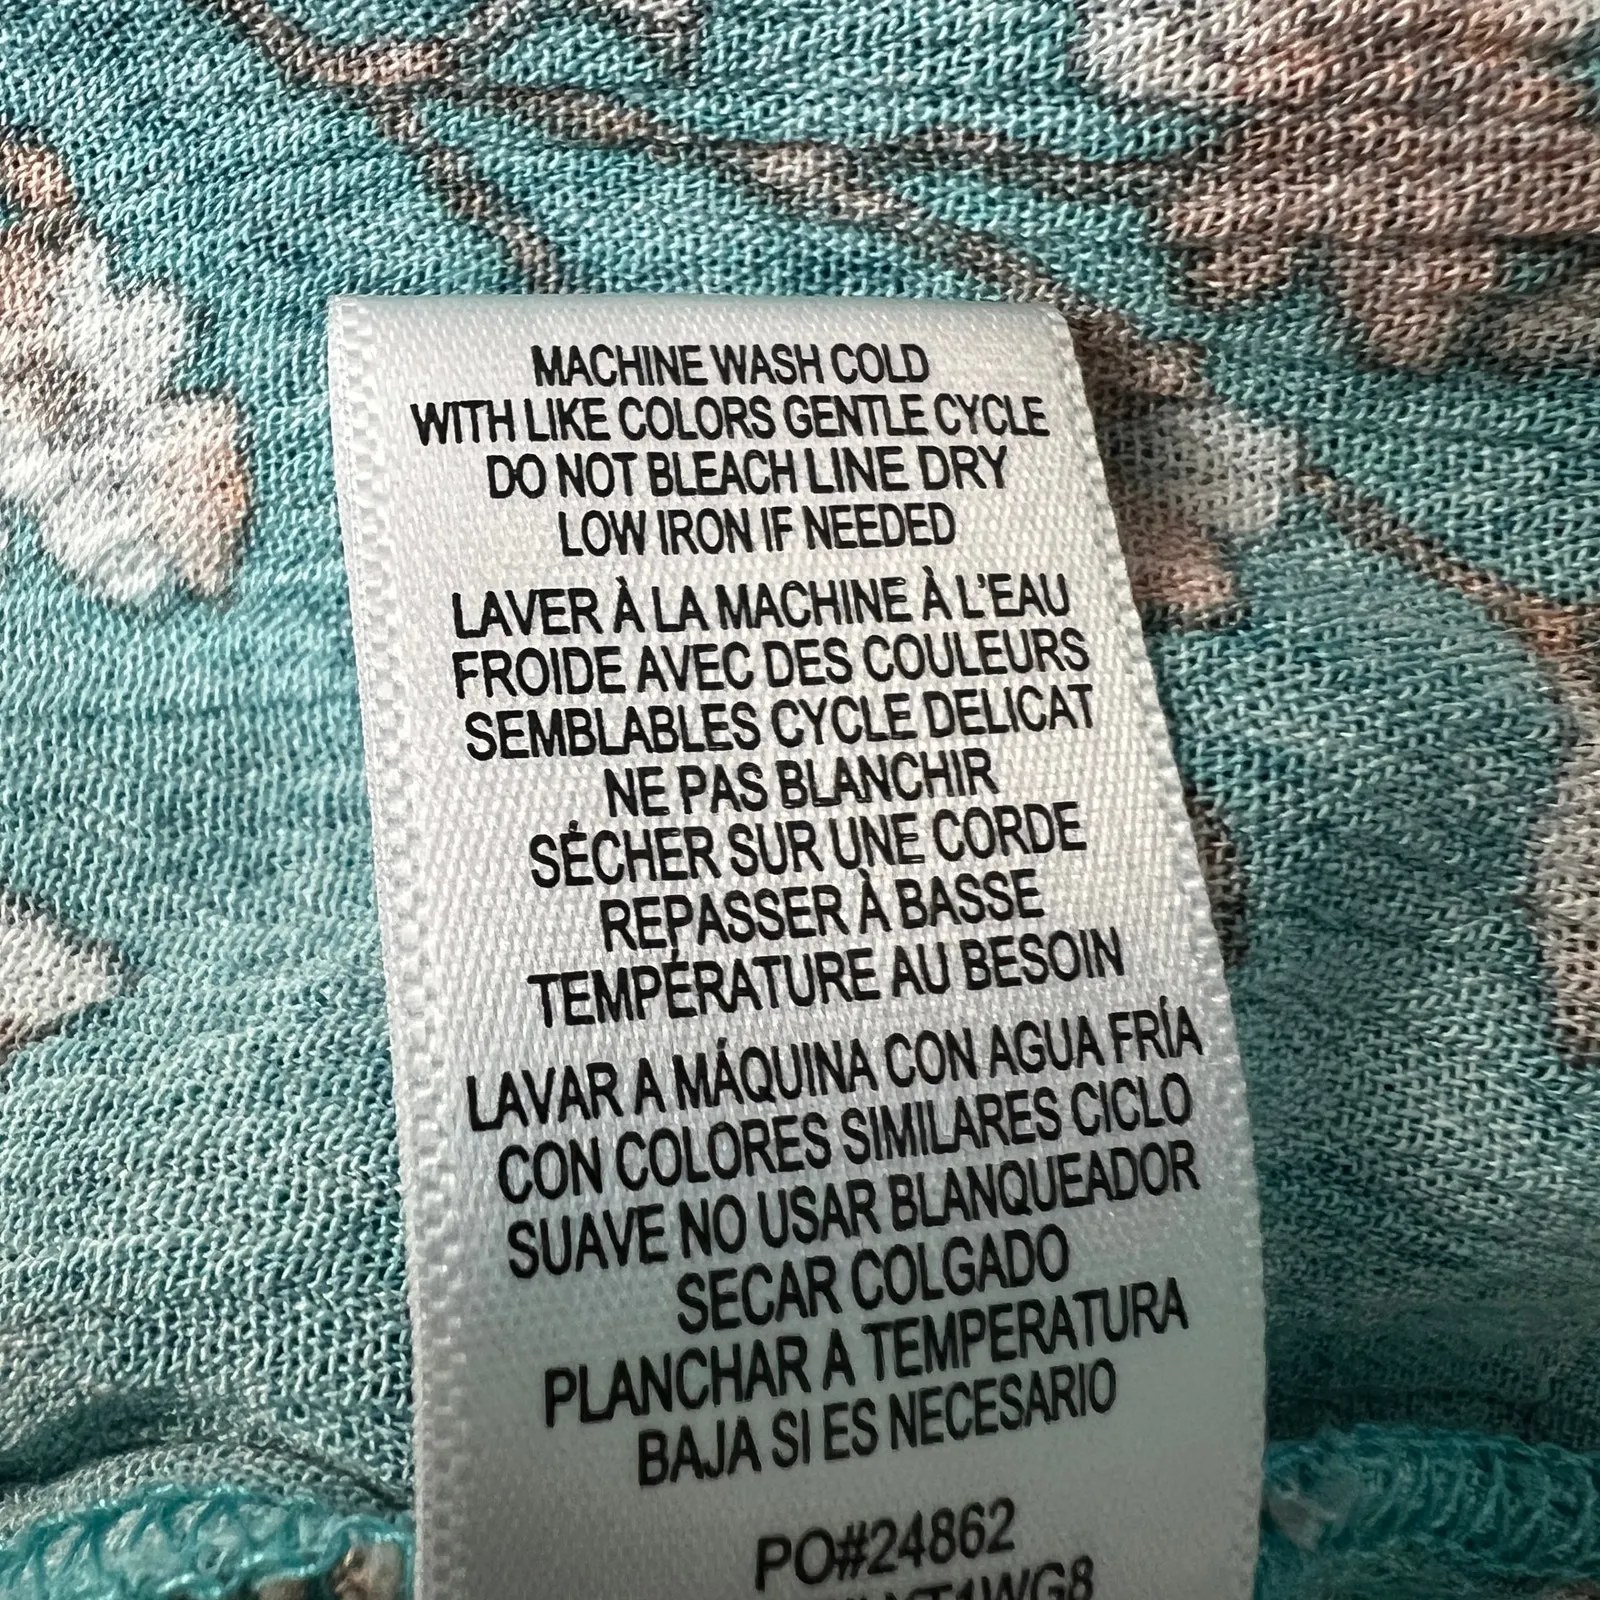 MACHINE WASH COLD
WITH LIKE COLORS GENTLE CYCLE
DO NOT BLEACH LINE DRY
LOW IRON IF NEEDED
LAVER À LA MACHINE À L'EAU
FROIDE AVEC DES COULEURS
SEMBLABLES CYCLE DELICAT
NE PAS BLANCHIR
SÉCHER SUR UNE CORDE
REPASSER À BASSE
TEMPÉRATURE AU BESOIN
LAVAR A MÁQUINA CON AGUA FRÍA
CON COLORES SIMILARES CICLO
SUAVE NO USAR BLANQUEADOR
SECAR COLGADO
PLANCHAR A TEMPERATURA
BAJA SI ES NECESARIO
PO#24862